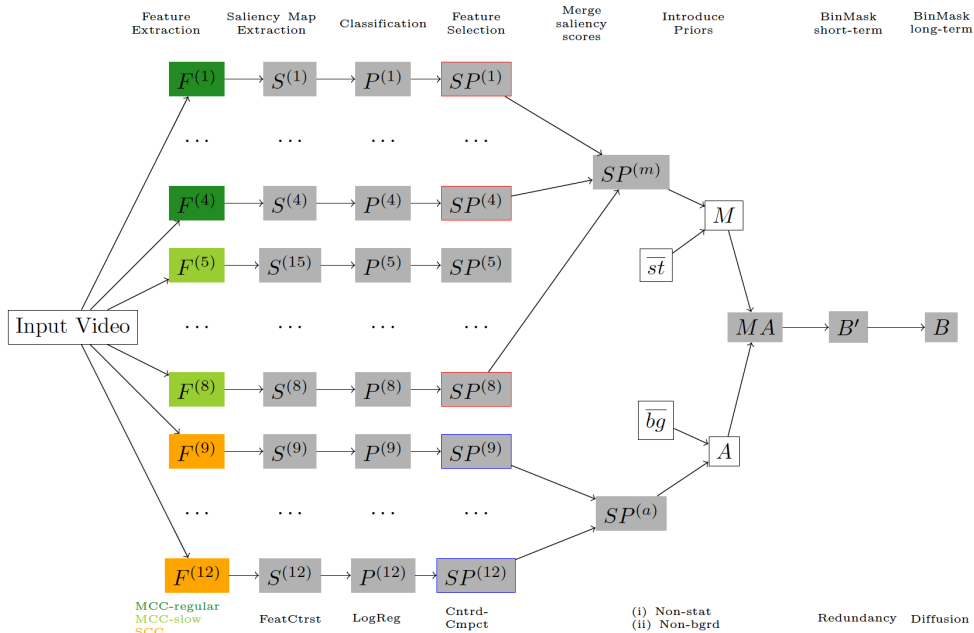 Feature Extraction
Saliency Map Extraction
Classification
Feature Selection
Merge saliency scores
Introduce Priors
BinMask short-term
BinMask long-term
F^(1) S^(1) P^(1) SP^(1)
... ... ... ...
SP^(m)
F^(4) S^(4) P^(4) SP^(4)
M
F^(5) S^(15) P^(5) SP^(5)
st
Input Video ... ... ... ... MA B′ B
F^(8) S^(8) P^(8) SP^(8)
bg
F^(9) S^(9) P^(9) SP^(9) A
... ... ... ... SP^(a)
F^(12) S^(12) P^(12) SP^(12)
MCC-regular
MCC-slow
SCC
FeatCtrst
LogReg
Cntrd-
Cmpct
(i) Non-stat
(ii) Non-bgrd
Redundancy
Diffusion